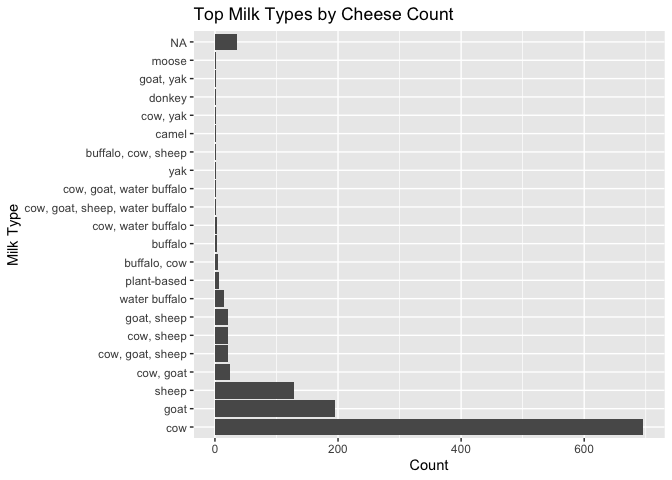 Top Milk Types by Cheese Count
NA
moose
goat, yak
donkey
cow, yak
camel
buffalo, cow, sheep
yak
cow, goat, water buffalo
cow, goat, sheep, water buffalo
cow, water buffalo
buffalo
buffalo, cow
plant-based
water buffalo
goat, sheep
cow, sheep
cow, goat, sheep
cow, goat
sheep
goat
cow
Milk Type
0 200 400 600
Count